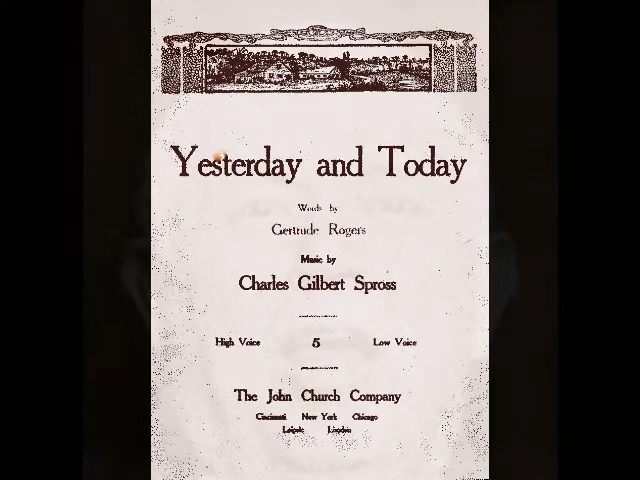 Yesterday and Today
Words by
Gertrude Rogers
Music by
Charles Gilbert Spross
High Voice 5 Low Voice
The John Church Company
Cincinnati New York Chicago
Leipsic London